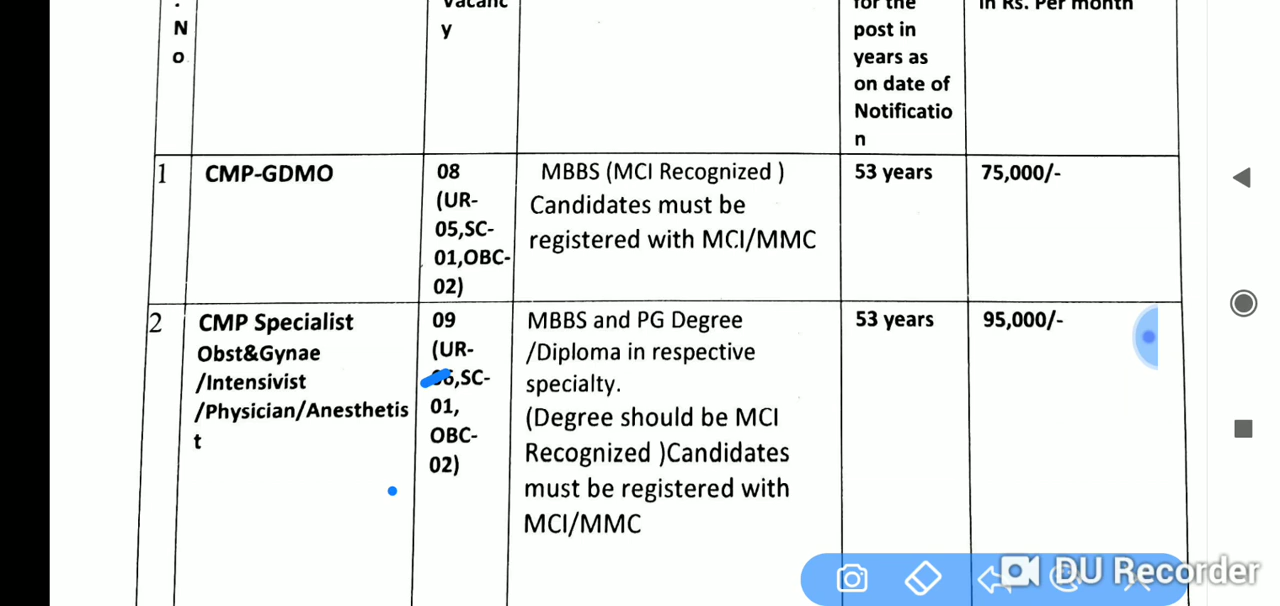 .
N
o
Vacanc
y
for the
post in
years as
on date of
Notificatio
n
in Rs. Per month
1
CMP-GDMO
08
(UR-
05,SC-
01,OBC-
02)
MBBS (MCI Recognized )
Candidates must be
registered with MCI/MMC
53 years
75,000/-
2
CMP Specialist
Obst&Gynae
/Intensivist
/Physician/Anesthetis
t
09
(UR-
06,SC-
01,
OBC-
02)
MBBS and PG Degree
/Diploma in respective
specialty.
(Degree should be MCI
Recognized )Candidates
must be registered with
MCI/MMC
53 years
95,000/-
DU Recorder